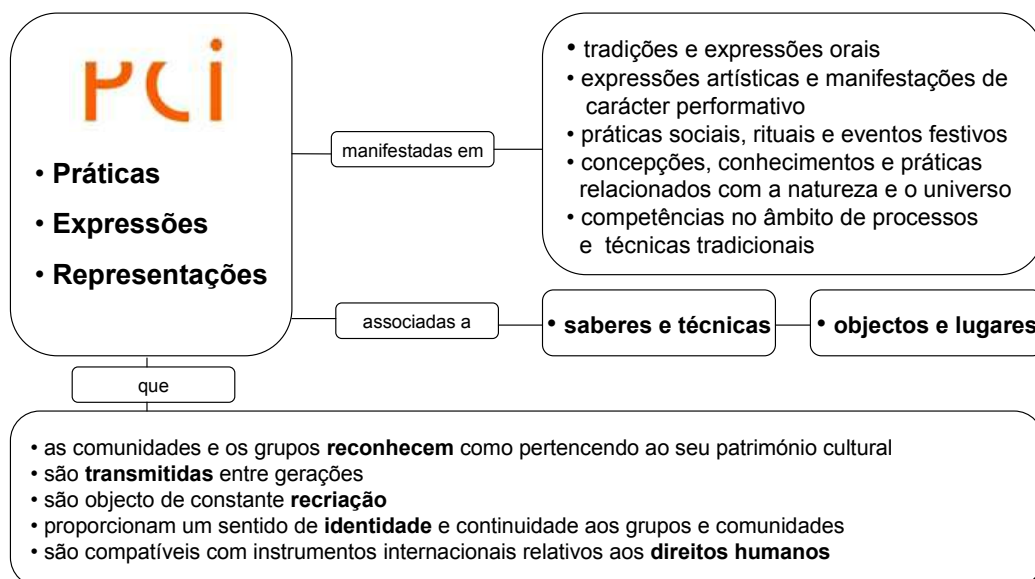 PCi
• Práticas
• Expressões
• Representações
manifestadas em
• tradições e expressões orais
• expressões artísticas e manifestações de
carácter performativo
• práticas sociais, rituais e eventos festivos
• concepções, conhecimentos e práticas
relacionados com a natureza e o universo
• competências no âmbito de processos
e técnicas tradicionais
associadas a
• saberes e técnicas
• objectos e lugares
que
• as comunidades e os grupos reconhecem como pertencendo ao seu património cultural
• são transmitidas entre gerações
• são objecto de constante recriação
• proporcionam um sentido de identidade e continuidade aos grupos e comunidades
• são compatíveis com instrumentos internacionais relativos aos direitos humanos